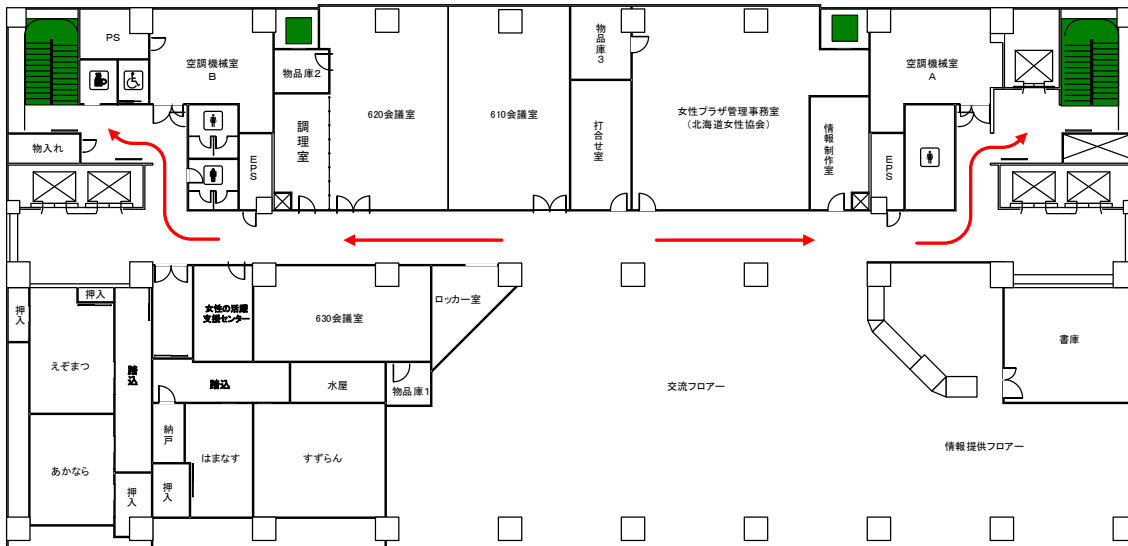 PS
空調機械室
B
物品庫2
620会議室
610会議室
物品庫3
打合せ室
女性プラザ管理事務室
(北海道女性協会)
情報制作室
空調機械室
A
物入れ
EPS
調理室
EPS
押入
押入
女性の活躍
支援センター
630会議室
ロッカー室
書庫
えぞまつ
踏込
踏込
水屋
物品庫1
交流フロアー
納戸
情報提供フロアー
あかなら
はまなす
すずらん
押入
押入